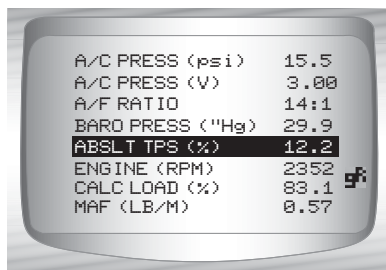 A/C PRESS (psi) 15.5
A/C PRESS (V) 3.00
A/F RATIO 14:1
BARO PRESS ("Hg) 29.9
ABSLT TPS (%) 12.2
ENGINE (RPM) 2352
CALC LOAD (%) 83.1
MAF (LB/M) 0.57